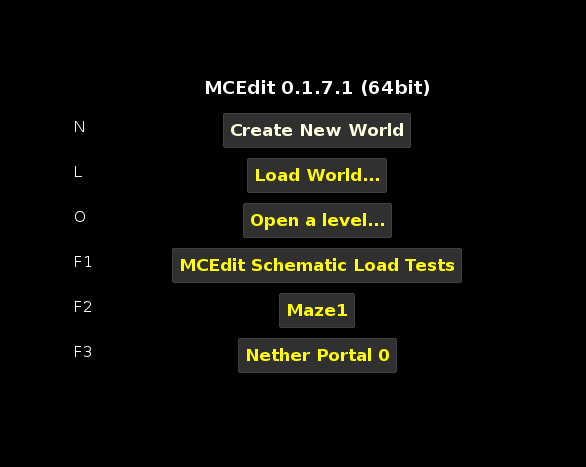 MCEdit 0.1.7.1 (64bit)
N Create New World
L Load World...
O Open a level...
F1 MCEdit Schematic Load Tests
F2 Maze1
F3 Nether Portal 0